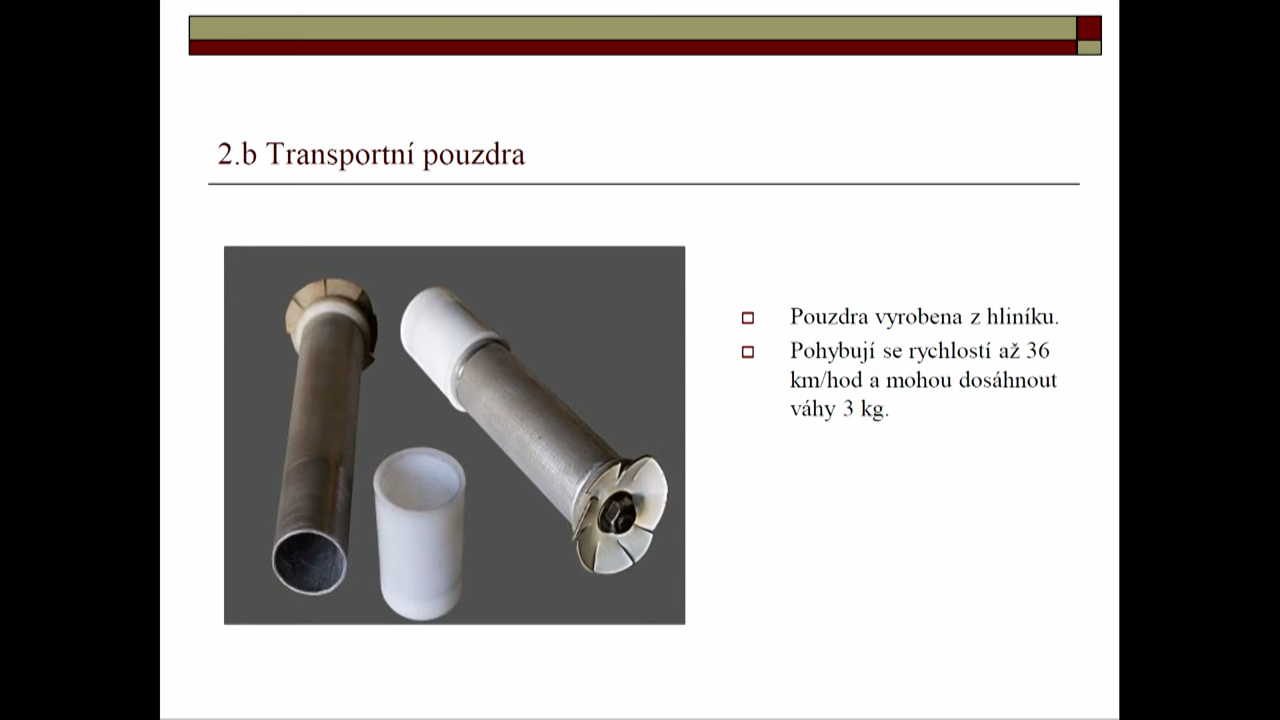 2.b Transportní pouzdra
Pouzdra vyrobena z hliníku.
Pohybují se rychlostí až 36
km/hod a mohou dosáhnout
váhy 3 kg.